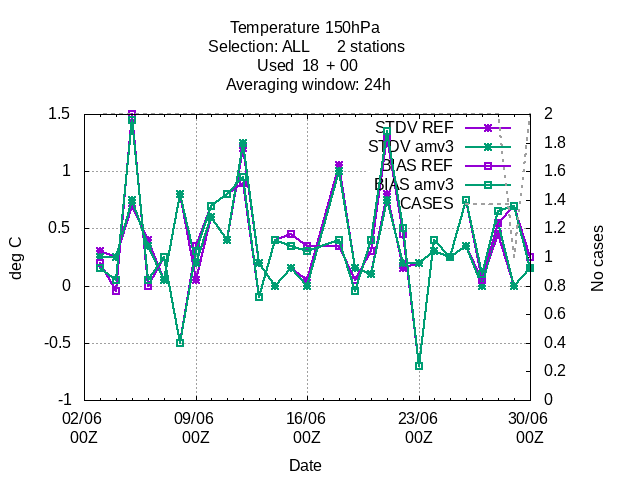 Temperature 150hPa
Selection: ALL 2 stations
Used 18 + 00
Averaging window: 24h
STDV REF
STDV amv3
BIAS REF
BIAS amv3
CASES
1.5
1
0.5
0
-0.5
-1
deg C
2
1.8
1.6
1.4
1.2
1
0.8
0.6
0.4
0.2
0
No cases
02/06 09/06 16/06 23/06 30/06
00Z 00Z 00Z 00Z 00Z
Date